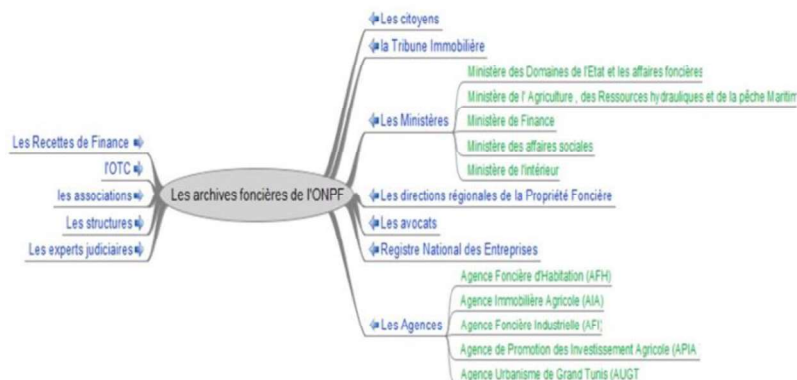 Les citoyens
la Tribune Immobilière
Ministère des Domaines de l'Etat et les affaires foncières
Ministère de l' Agriculture , des Ressources hydrauliques et de la pêche Maritim
Les Ministères
Ministère de Finance
Ministère des affaires sociales
Ministère de l'intérieur
Les Recettes de Finance
l'OTC
les associations
Les structures
Les experts judiciaires
Les archives foncières de l'ONPF
Les directions régionales de la Propriété Foncière
Les avocats
Registre National des Entreprises
Agence Foncière d'Habitation (AFH)
Agence Immobilière Agricole (AIA)
Les Agences
Agence Foncière Industrielle (AFI)
Agence de Promotion des Investissement Agricole (APIA
Agence Urbanisme de Grand Tunis (AUGT